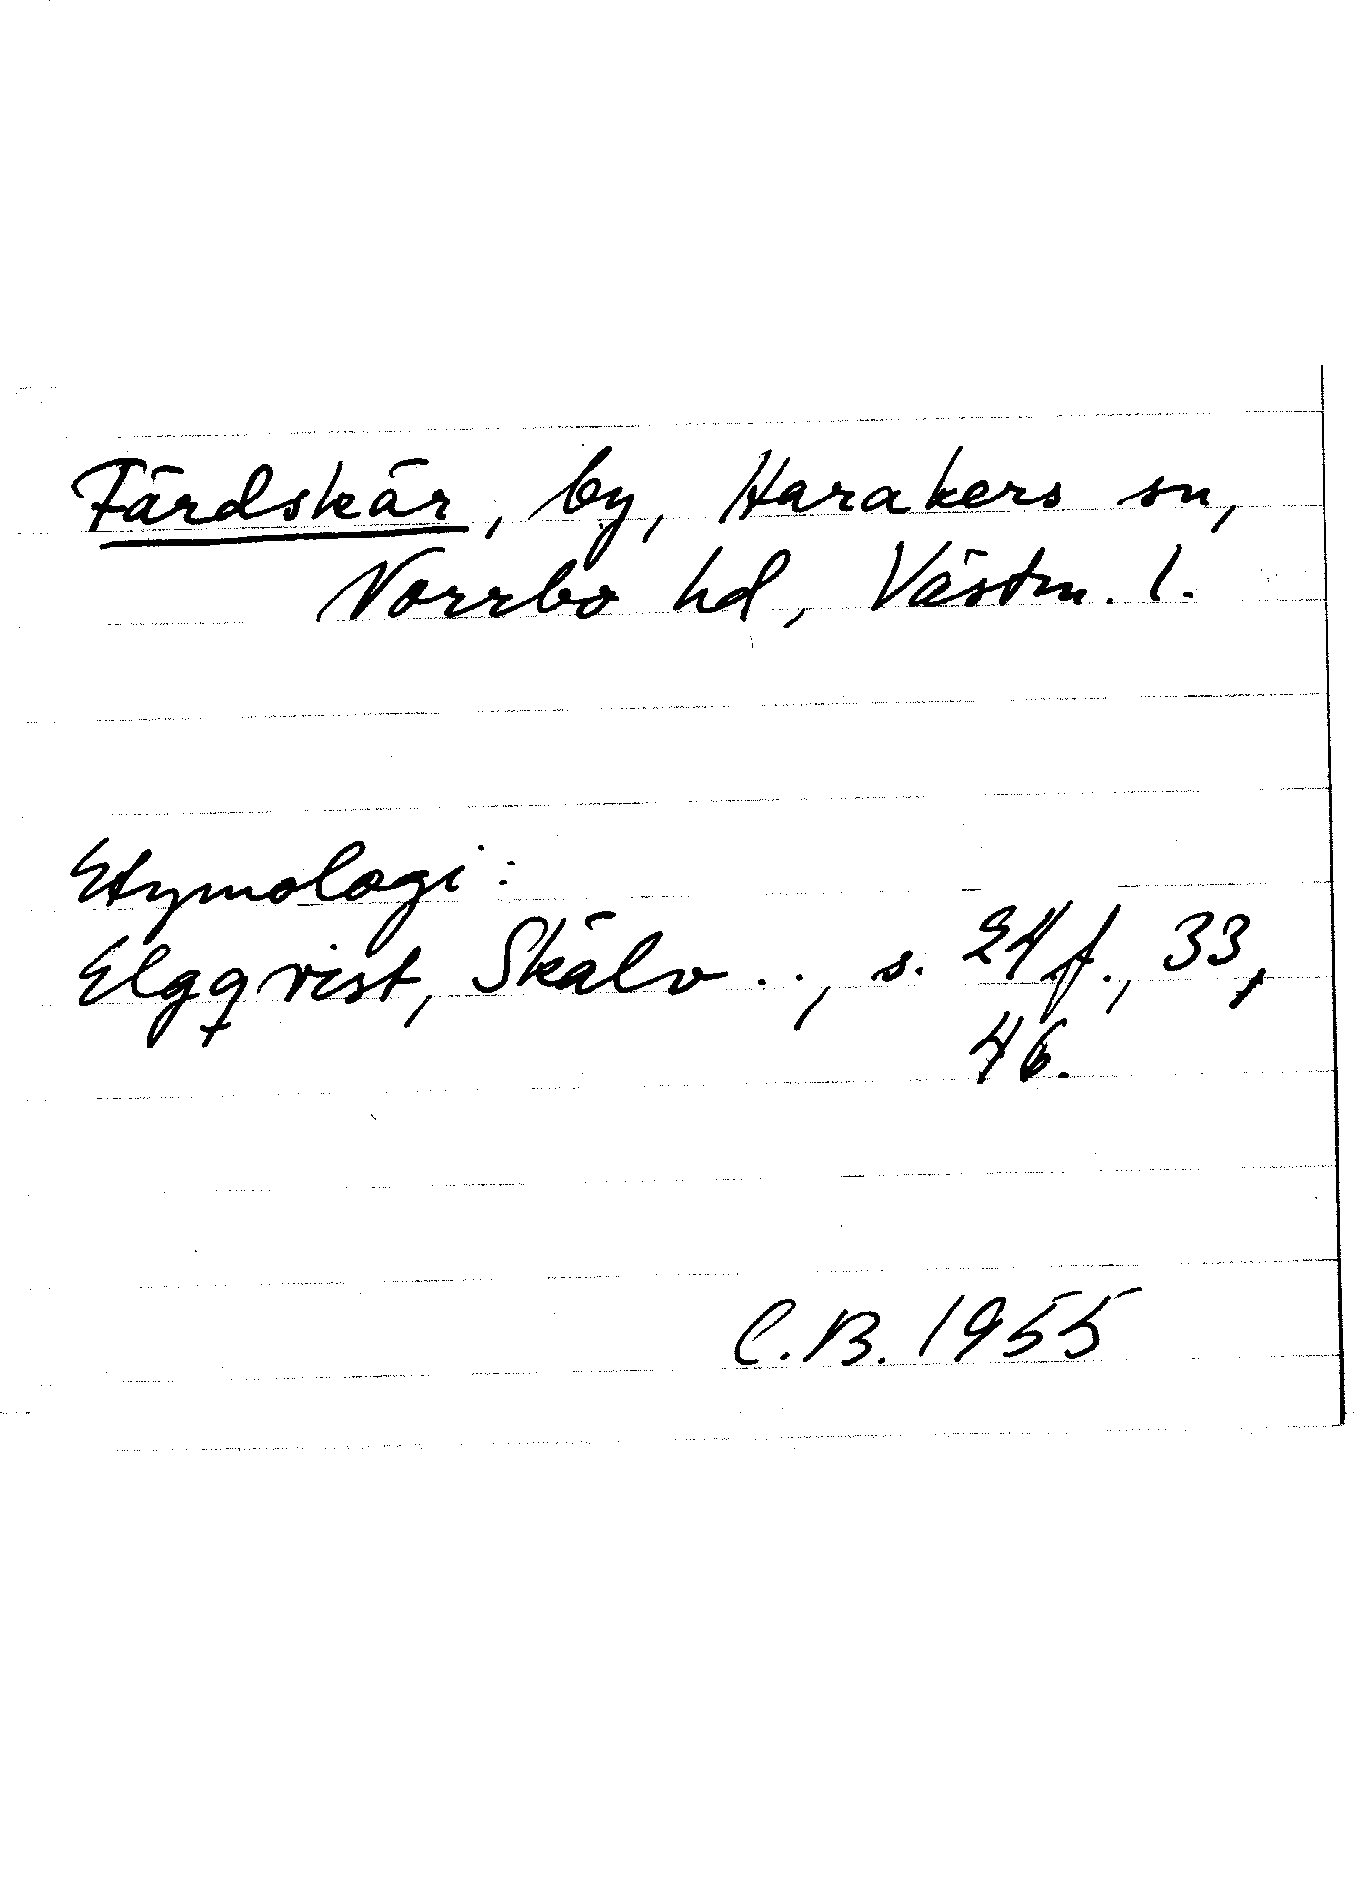 Färdskär, by, Harakers sn,
Norrbo hd, Västm. l.
Etymologi:
Elgqvist, Skälv .., s. 24 f., 33,
46.
C.B. 1955